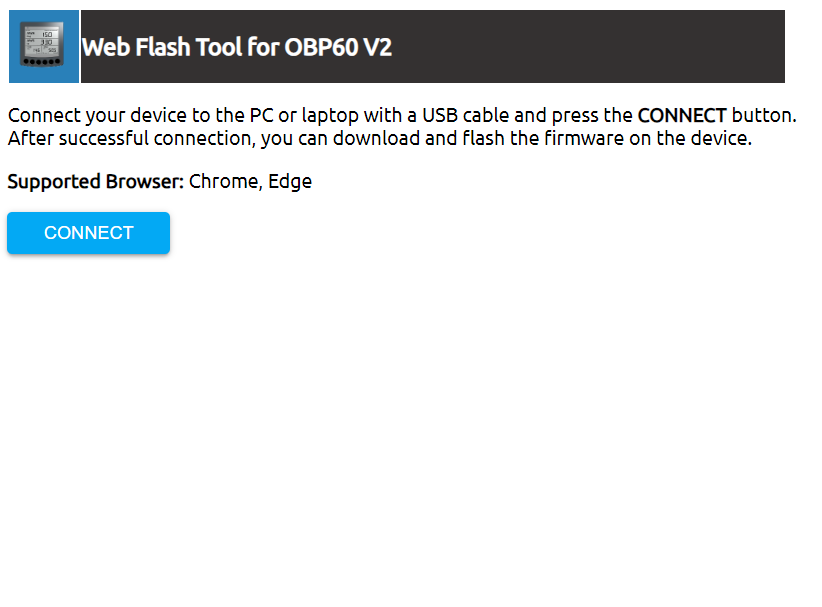 Web Flash Tool for OBP60 V2
Connect your device to the PC or laptop with a USB cable and press the CONNECT button.
After successful connection, you can download and flash the firmware on the device.
Supported Browser: Chrome, Edge
CONNECT